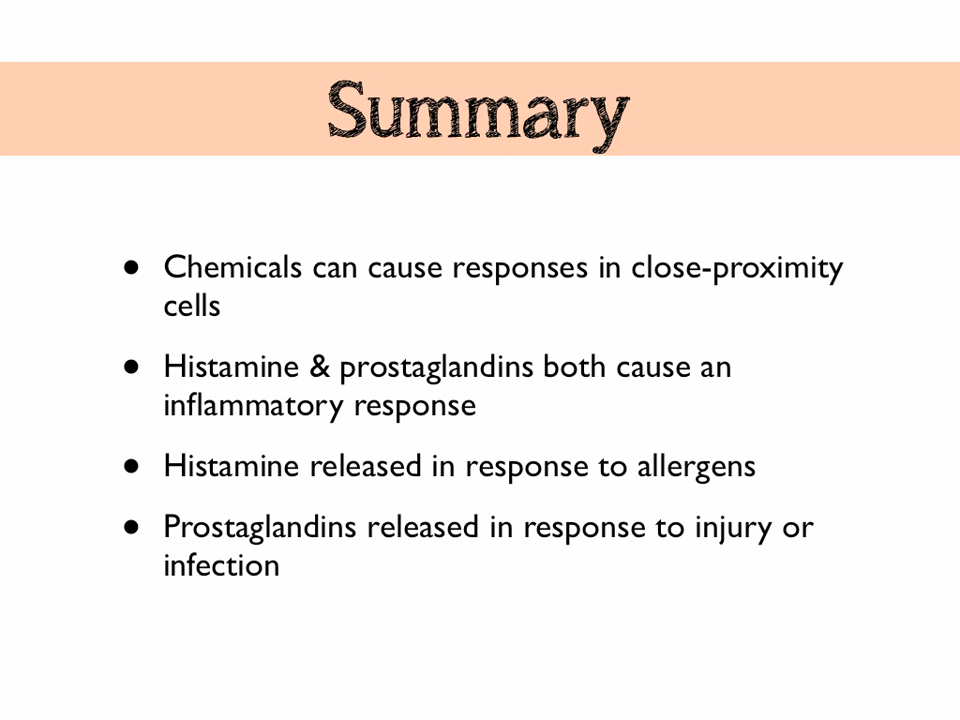 Summary
• Chemicals can cause responses in close-proximity
cells
• Histamine & prostaglandins both cause an
inflammatory response
• Histamine released in response to allergens
• Prostaglandins released in response to injury or
infection